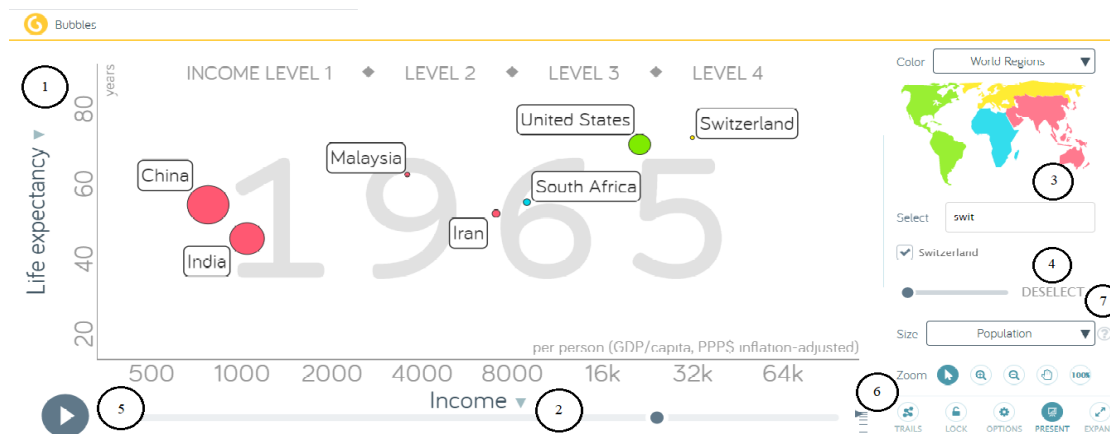 Bubbles
1
years
INCOME LEVEL 1 ◆ LEVEL 2 ◆ LEVEL 3 ◆ LEVEL 4
80
60
40
20
Life expectancy ▼
1965
United States
Switzerland
Malaysia
China
South Africa
Iran
India
per person (GDP/capita, PPP$ inflation-adjusted)
500 1000 2000 4000 8000 16k 32k 64k
5
Income ▼
2
Color World Regions ▼
3
Select swit
Switzerland
4
DESELECT
7
Size Population ▼ ?
Zoom 100%
6
TRAILS LOCK OPTIONS PRESENT EXPAN